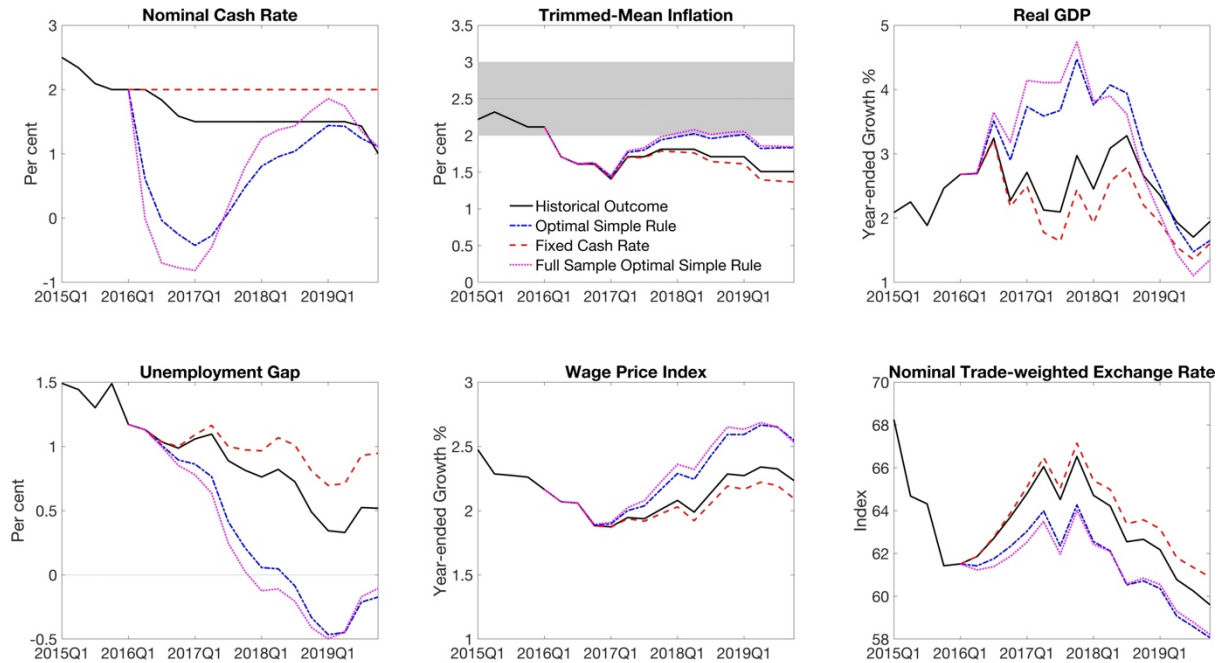 Nominal Cash Rate
Per cent
3
2
1
0
-1
2015Q1 2016Q1 2017Q1 2018Q1 2019Q1
Trimmed-Mean Inflation
Per cent
3.5
3
2.5
2
1.5
1
0.5
0
Historical Outcome
Optimal Simple Rule
Fixed Cash Rate
Full Sample Optimal Simple Rule
2015Q1 2016Q1 2017Q1 2018Q1 2019Q1
Real GDP
Year-ended Growth %
5
4
3
2
1
2015Q1 2016Q1 2017Q1 2018Q1 2019Q1
Unemployment Gap
Per cent
1.5
1
0.5
0
-0.5
2015Q1 2016Q1 2017Q1 2018Q1 2019Q1
Wage Price Index
Year-ended Growth %
3
2.5
2
1.5
1
2015Q1 2016Q1 2017Q1 2018Q1 2019Q1
Nominal Trade-weighted Exchange Rate
Index
70
68
66
64
62
60
58
2015Q1 2016Q1 2017Q1 2018Q1 2019Q1